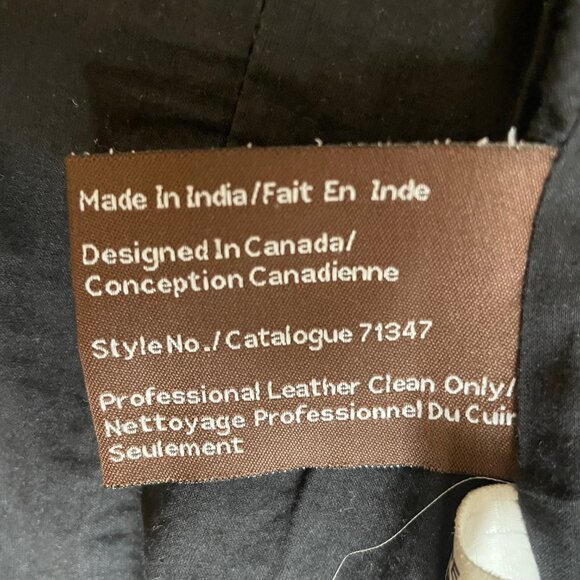 Made In India/Fait En Inde
Designed In Canada/
Conception Canadienne
Style No./Catalogue 71347
Professional Leather Clean Only/
Nettoyage Professionnel Du Cuir
Seulement